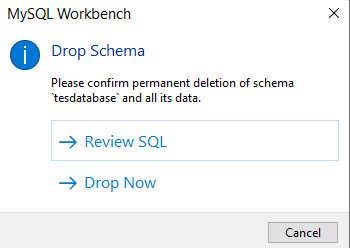 MySQL Workbench
Drop Schema
Please confirm permanent deletion of schema
`tesdatabase` and all its data.
Review SQL
Drop Now
Cancel